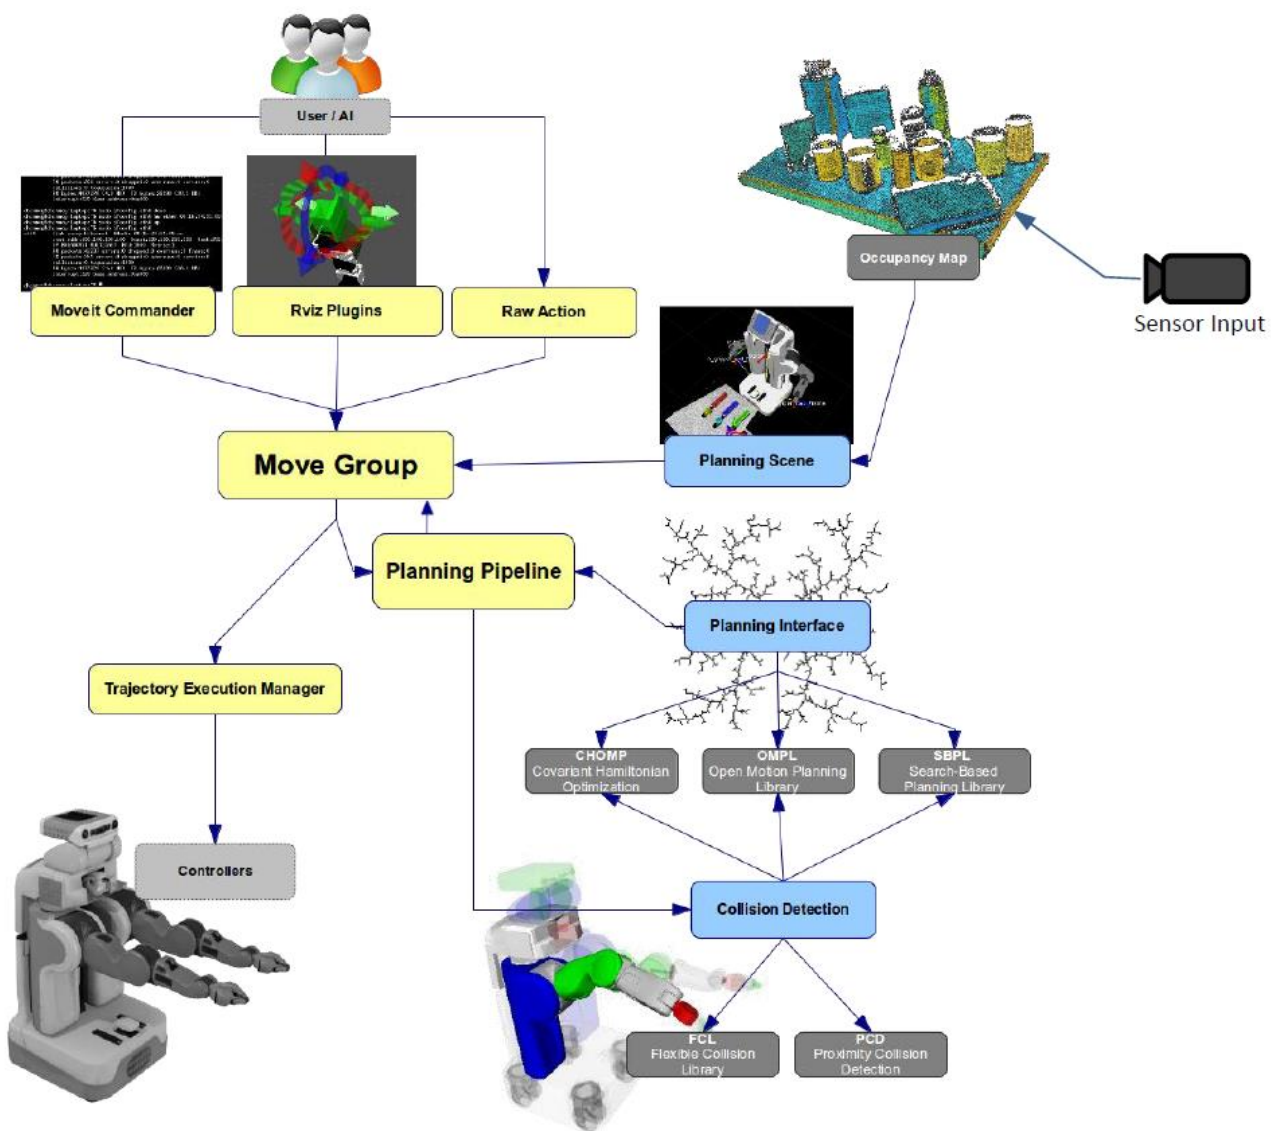 User / AI
Moveit Commander
Rviz Plugins
Raw Action
Occupancy Map
Sensor Input
Move Group
Planning Scene
Planning Pipeline
Planning Interface
Trajectory Execution Manager
CHOMP
Covariant Hamiltonian
Optimization
OMPL
Open Motion Planning
Library
SBPL
Search-Based
Planning Library
Controllers
Collision Detection
FCL
Flexible Collision
Library
PCD
Proximity Collision
Detection